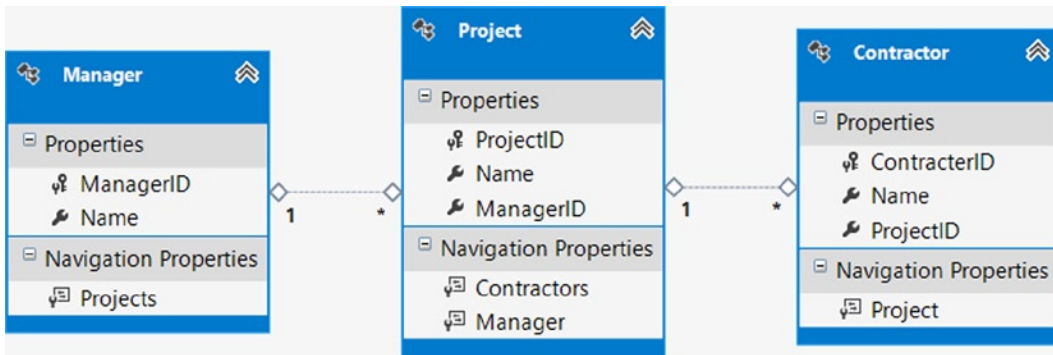 Manager
Properties
ManagerID
Name
Navigation Properties
Projects
1
*
Project
Properties
ProjectID
Name
ManagerID
Navigation Properties
Contractors
Manager
1
*
Contractor
Properties
ContracterID
Name
ProjectID
Navigation Properties
Project